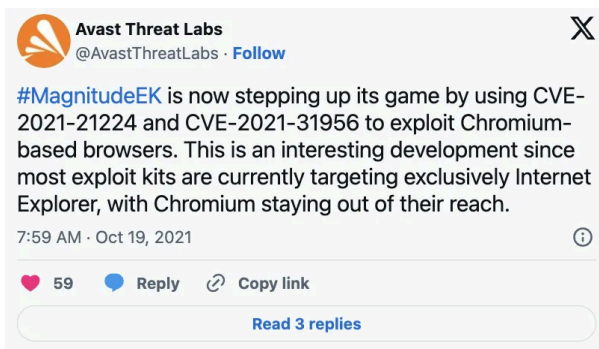 Avast Threat Labs
@AvastThreatLabs · Follow
#MagnitudeEK is now stepping up its game by using CVE-
2021-21224 and CVE-2021-31956 to exploit Chromium-
based browsers. This is an interesting development since
most exploit kits are currently targeting exclusively Internet
Explorer, with Chromium staying out of their reach.
7:59 AM · Oct 19, 2021
59 Reply Copy link
Read 3 replies